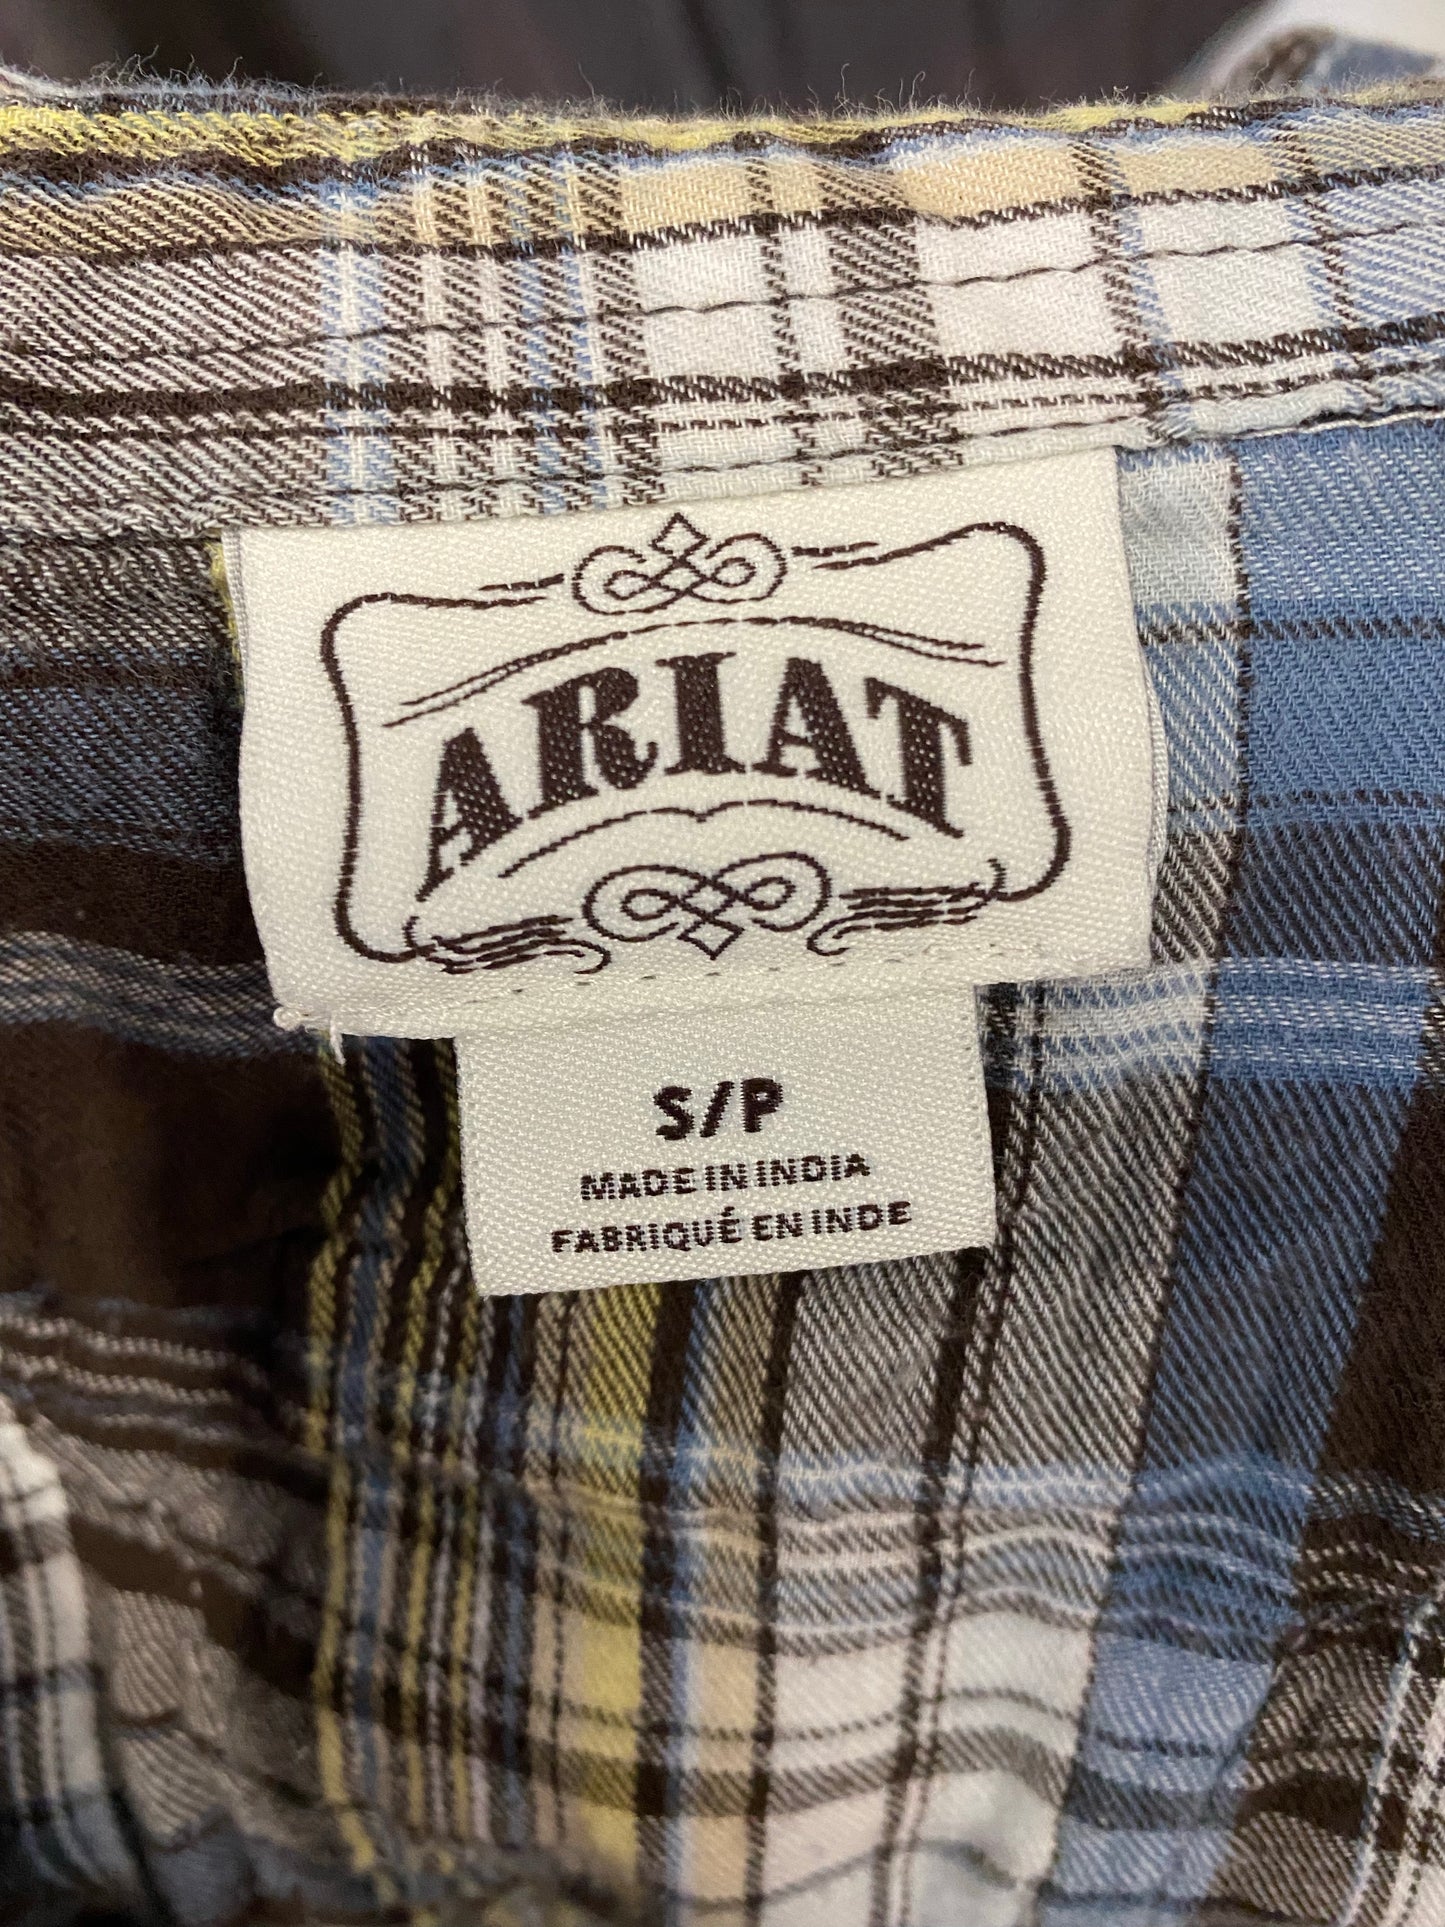 ARIAT
S/P
MADE IN INDIA
FABRIQUÉ EN INDE